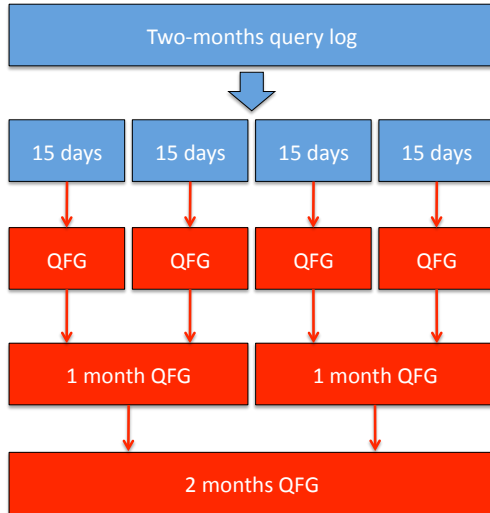 Two-months query log
15 days
15 days
15 days
15 days
QFG
QFG
QFG
QFG
1 month QFG
1 month QFG
2 months QFG